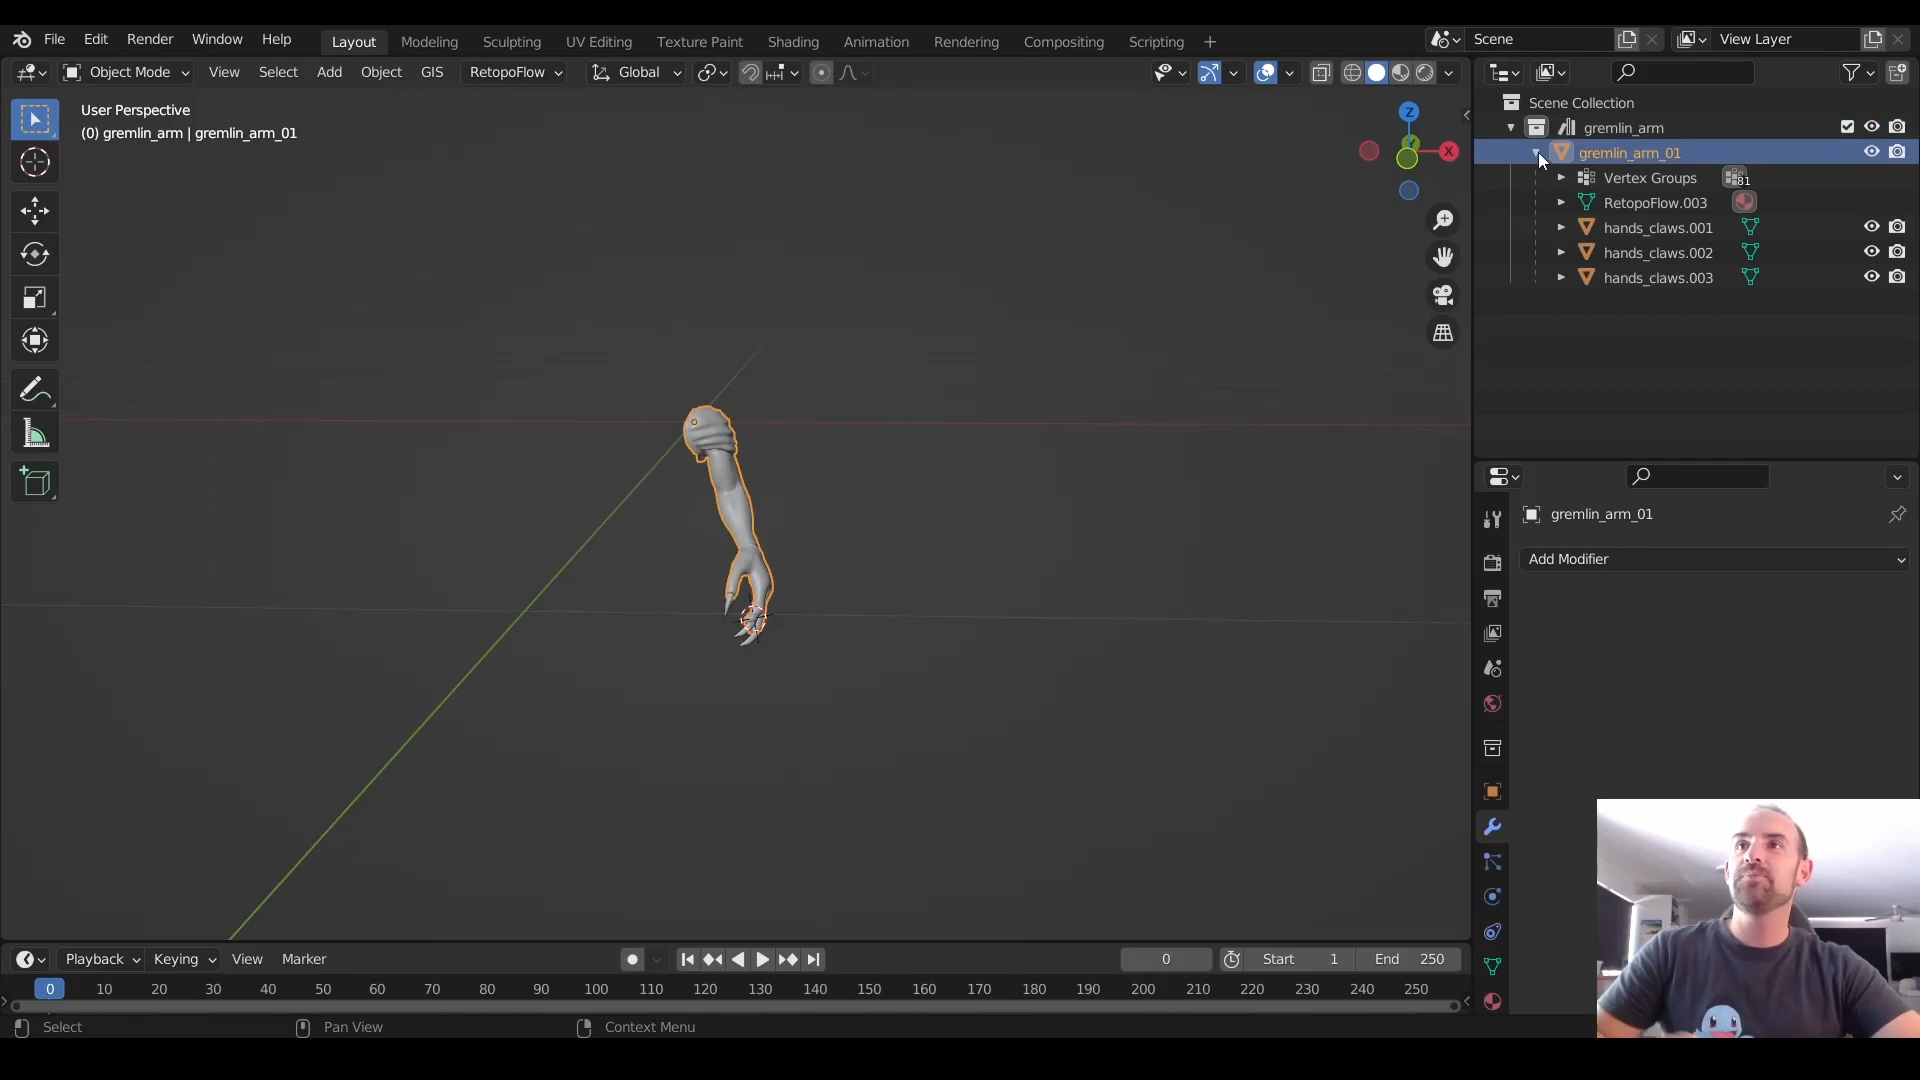 File Edit Render Window Help Layout Modeling Sculpting UV Editing Texture Paint Shading Animation Rendering Compositing Scripting + Scene View Layer
Object Mode View Select Add Object GIS RetopoFlow Global
User Perspective
(0) gremlin_arm | gremlin_arm_01
Z
X
Scene Collection
gremlin_arm
gremlin_arm_01
Vertex Groups 81
RetopoFlow.003
hands_claws.001
hands_claws.002
hands_claws.003
gremlin_arm_01
Add Modifier
Playback Keying View Marker 0 Start 1 End 250
0 10 20 30 40 50 60 70 80 90 100 110 120 130 140 150 160 170 180 190 200 210 220 230 240 250
Select Pan View Context Menu